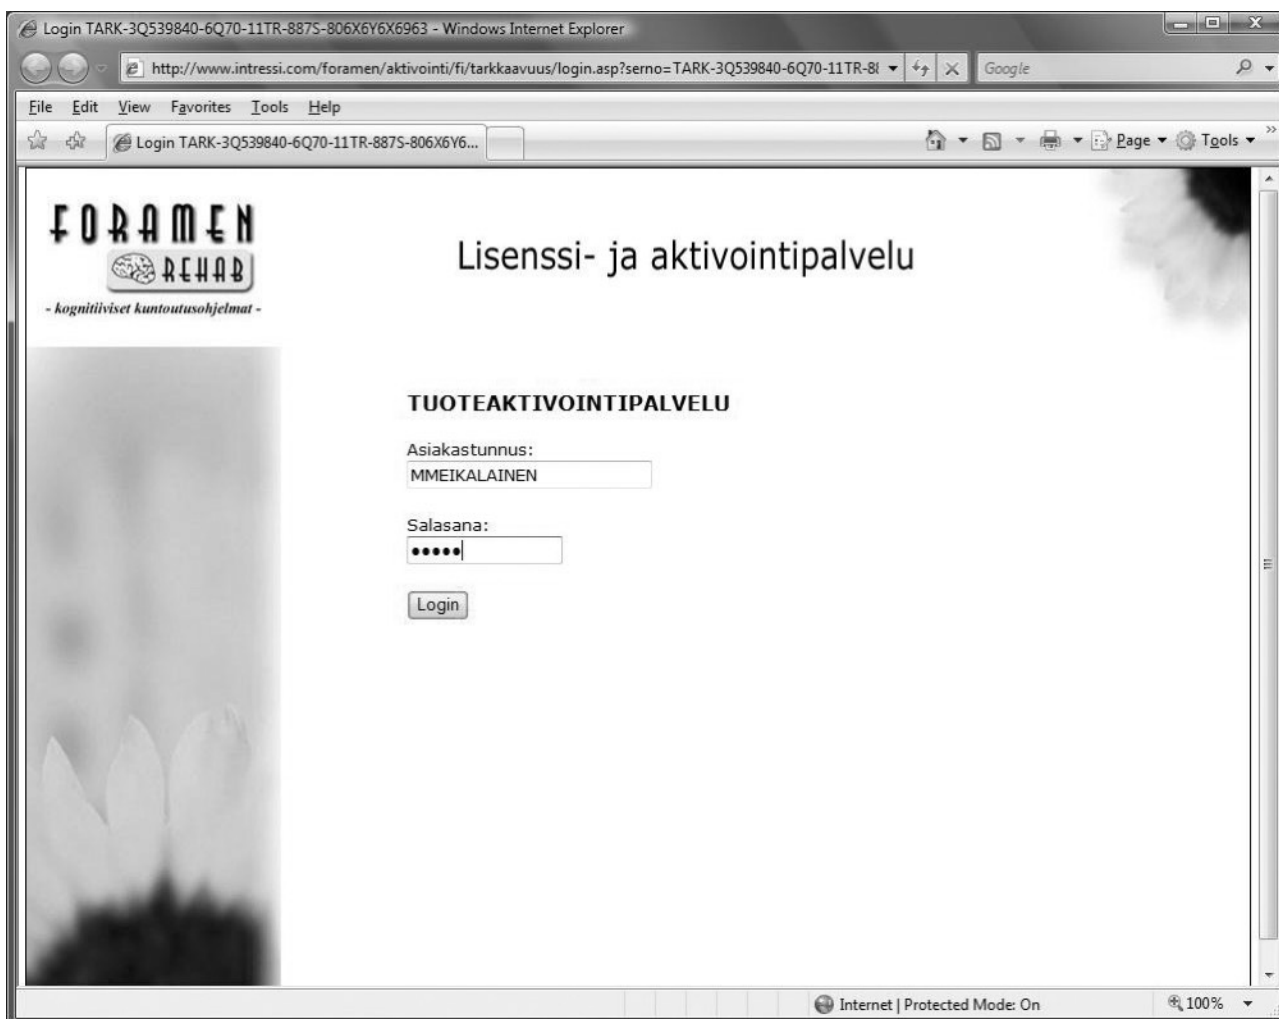 Login TARK-3Q539840-6Q70-11TR-887S-806X6Y6X6963 - Windows Internet Explorer
http://www.intressi.com/foramen/aktivointi/fi/tarkkaavuus/login.asp?serno=TARK-3Q539840-6Q70-11TR-8
Google
File Edit View Favorites Tools Help
Login TARK-3Q539840-6Q70-11TR-887S-806X6Y6...
Page Tools
FORAMEN
REHAB
- kognitiiviset kuntoutusohjelmat -
Lisenssi- ja aktivointipalvelu
TUOTEAKTIVOINTIPALVELU
Asiakastunnus:
MMEIKALAINEN
Salasana:
•••••
Login
Internet | Protected Mode: On
100%